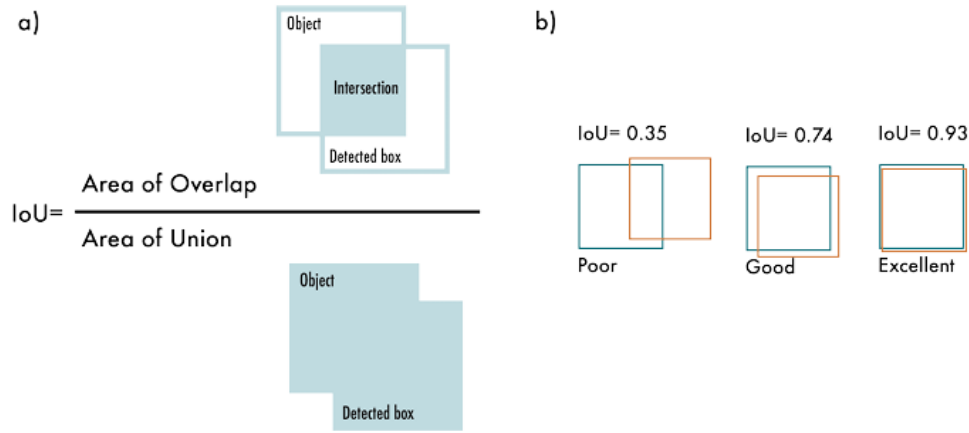 a)
Object
Intersection
Detected box
IoU=
Area of Overlap
Area of Union
Object
Detected box
b)
IoU= 0.35
IoU= 0.74
IoU= 0.93
Poor
Good
Excellent